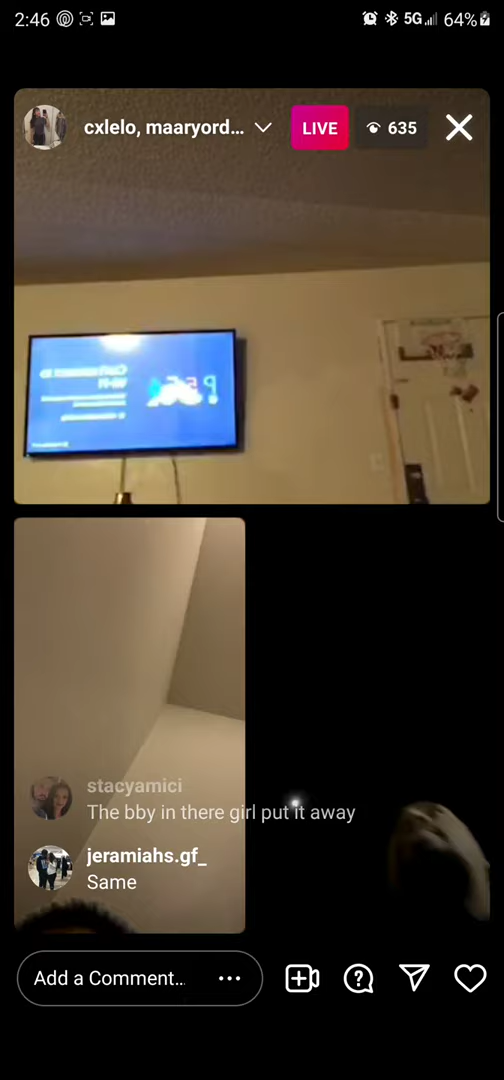 2:46
5G
64%
cxlelo, maaryord...
LIVE
635
stacyamici
The bby in there girl put it away
jeramiahs.gf_
Same
Add a Comment...